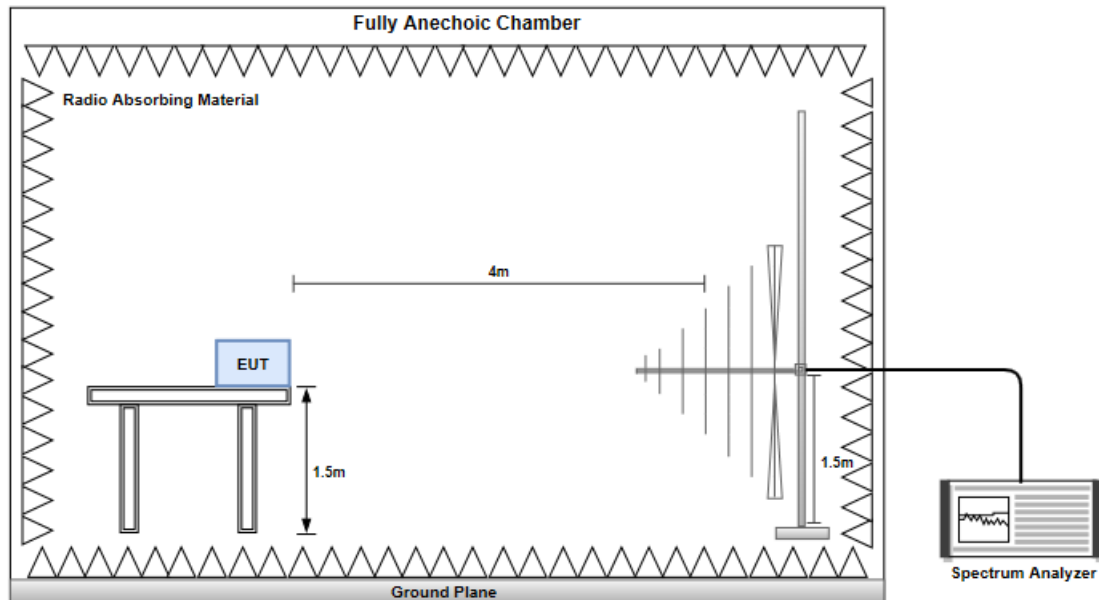 Fully Anechoic Chamber
Radio Absorbing Material
4m
EUT
1.5m
1.5m
Spectrum Analyzer
Ground Plane